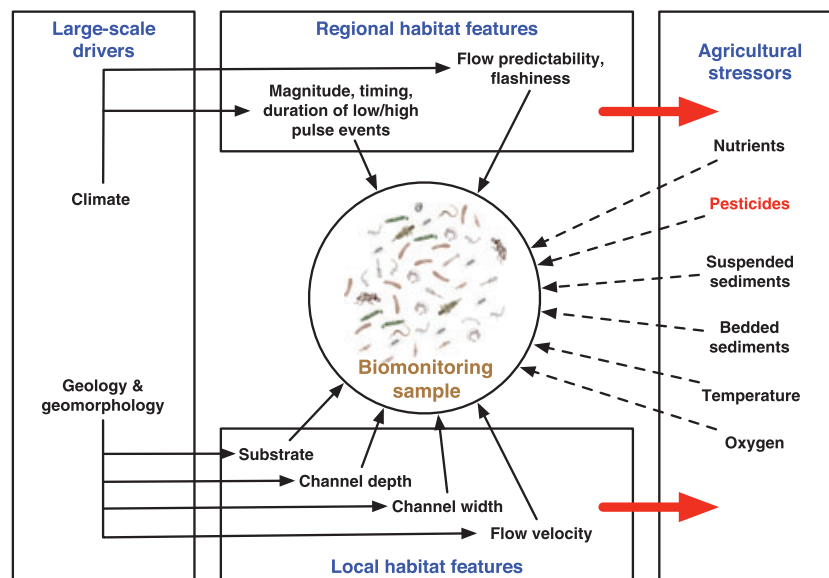 Large-scale
drivers
Climate
Geology &
geomorphology
Regional habitat features
Flow predictability,
flashiness
Magnitude, timing,
duration of low/high
pulse events
Biomonitoring
sample
Substrate
Channel depth
Channel width
Flow velocity
Local habitat features
Agricultural
stressors
Nutrients
Pesticides
Suspended
sediments
Bedded
sediments
Temperature
Oxygen